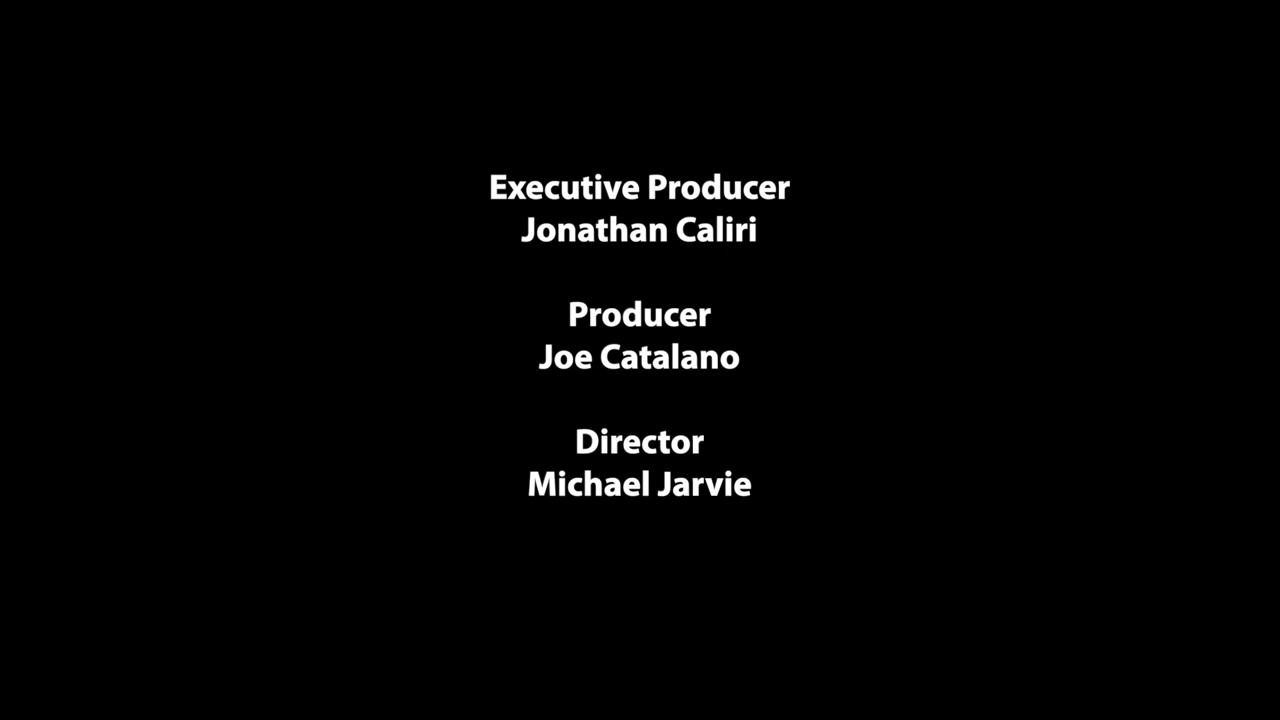 Executive Producer
Jonathan Caliri
Producer
Joe Catalano
Director
Michael Jarvie